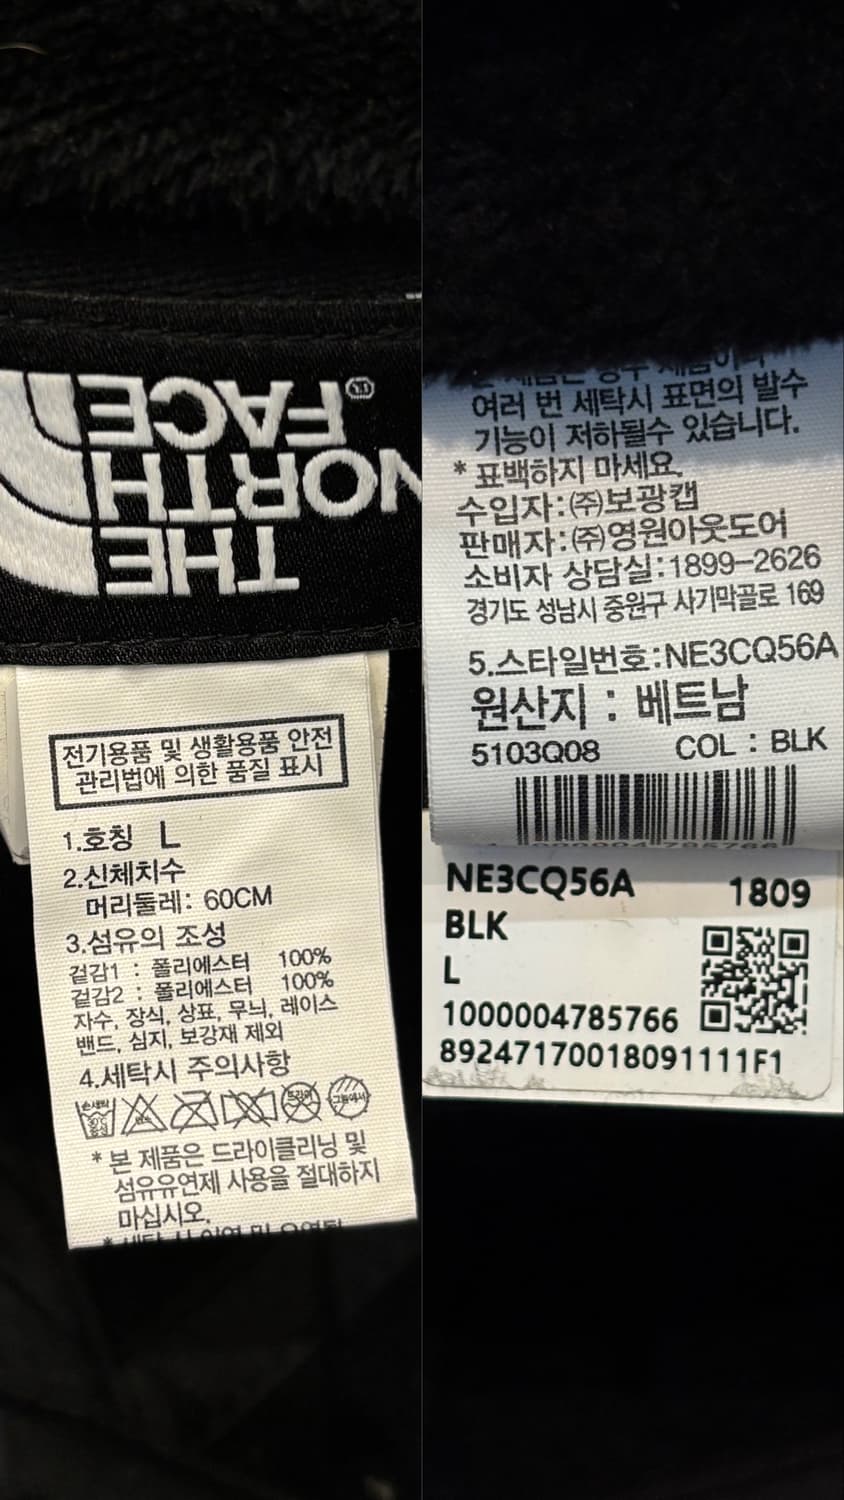 THE
NORTH
FACE
전기용품 및 생활용품 안전
관리법에 의한 품질 표시
1.호칭 L
2.신체치수
머리둘레: 60CM
3.섬유의 조성
겉감1 : 폴리에스터 100%
겉감2 : 폴리에스터 100%
자수, 장식, 상표, 무늬, 레이스
밴드, 심지, 보강재 제외
4.세탁시 주의사항
* 본 제품은 드라이클리닝 및
섬유유연제 사용을 절대하지
마십시오.
여러 번 세탁시 표면의 발수
기능이 저하될수 있습니다.
* 표백하지 마세요.
수입자:㈜보광캡
판매자:㈜영원아웃도어
소비자 상담실:1899-2626
경기도 성남시 중원구 사기막골로 169
5.스타일번호:NE3CQ56A
원산지 : 베트남
5103Q08 COL : BLK
NE3CQ56A 1809
BLK
L
1000004785766
89247170018091111F1